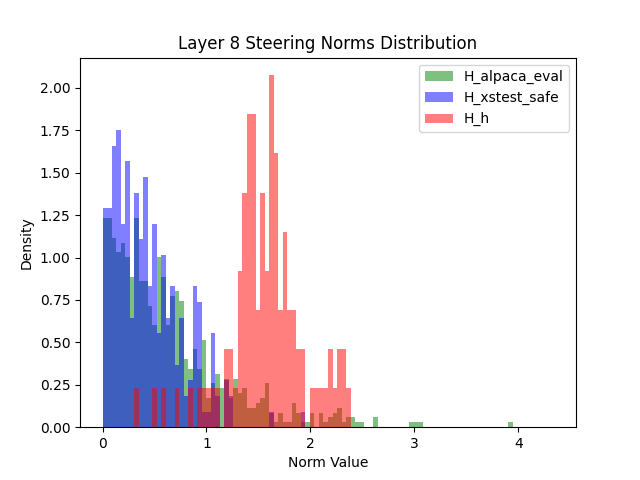 Layer 8 Steering Norms Distribution
H_alpaca_eval
H_xstest_safe
H_h
2.00
1.75
1.50
1.25
1.00
0.75
0.50
0.25
0.00
Density
0 1 2 3 4
Norm Value